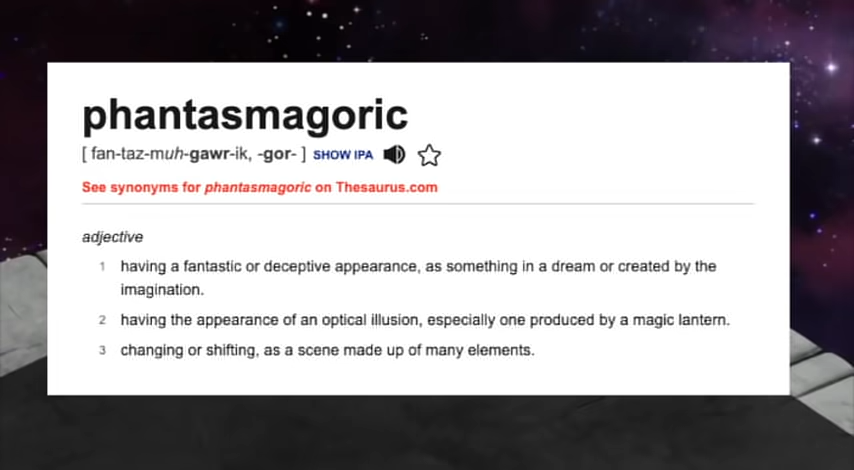 phantasmagoric
[ fan-taz-muh-gawr-ik, -gor- ] SHOW IPA
See synonyms for phantasmagoric on Thesaurus.com
adjective
1 having a fantastic or deceptive appearance, as something in a dream or created by the
imagination.
2 having the appearance of an optical illusion, especially one produced by a magic lantern.
3 changing or shifting, as a scene made up of many elements.